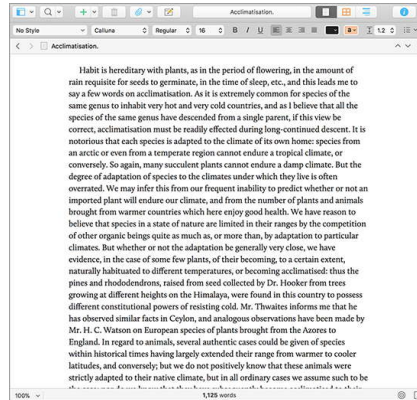 Acclimatisation.
No Style Calluna Regular 16 B I U a 1.2
Acclimatisation.
Habit is hereditary with plants, as in the period of flowering, in the amount of
rain requisite for seeds to germinate, in the time of sleep, etc., and this leads me to
say a few words on acclimatisation. As it is extremely common for species of the
same genus to inhabit very hot and very cold countries, and as I believe that all the
species of the same genus have descended from a single parent, if this view be
correct, acclimatisation must be readily effected during long-continued descent. It is
notorious that each species is adapted to the climate of its own home: species from
an arctic or even from a temperate region cannot endure a tropical climate, or
conversely. So again, many succulent plants cannot endure a damp climate. But the
degree of adaptation of species to the climates under which they live is often
overrated. We may infer this from our frequent inability to predict whether or not an
imported plant will endure our climate, and from the number of plants and animals
brought from warmer countries which here enjoy good health. We have reason to
believe that species in a state of nature are limited in their ranges by the competition
of other organic beings quite as much as, or more than, by adaptation to particular
climates. But whether or not the adaptation be generally very close, we have
evidence, in the case of some few plants, of their becoming, to a certain extent,
naturally habituated to different temperatures, or becoming acclimatised: thus the
pines and rhododendrons, raised from seed collected by Dr. Hooker from trees
growing at different heights on the Himalaya, were found in this country to possess
different constitutional powers of resisting cold. Mr. Thwaites informs me that he
has observed similar facts in Ceylon, and analogous observations have been made by
Mr. H. C. Watson on European species of plants brought from the Azores to
England. In regard to animals, several authentic cases could be given of species
within historical times having largely extended their range from warmer to cooler
latitudes, and conversely; but we do not positively know that these animals were
strictly adapted to their native climate, but in all ordinary cases we assume such to be
100% 1,125 words